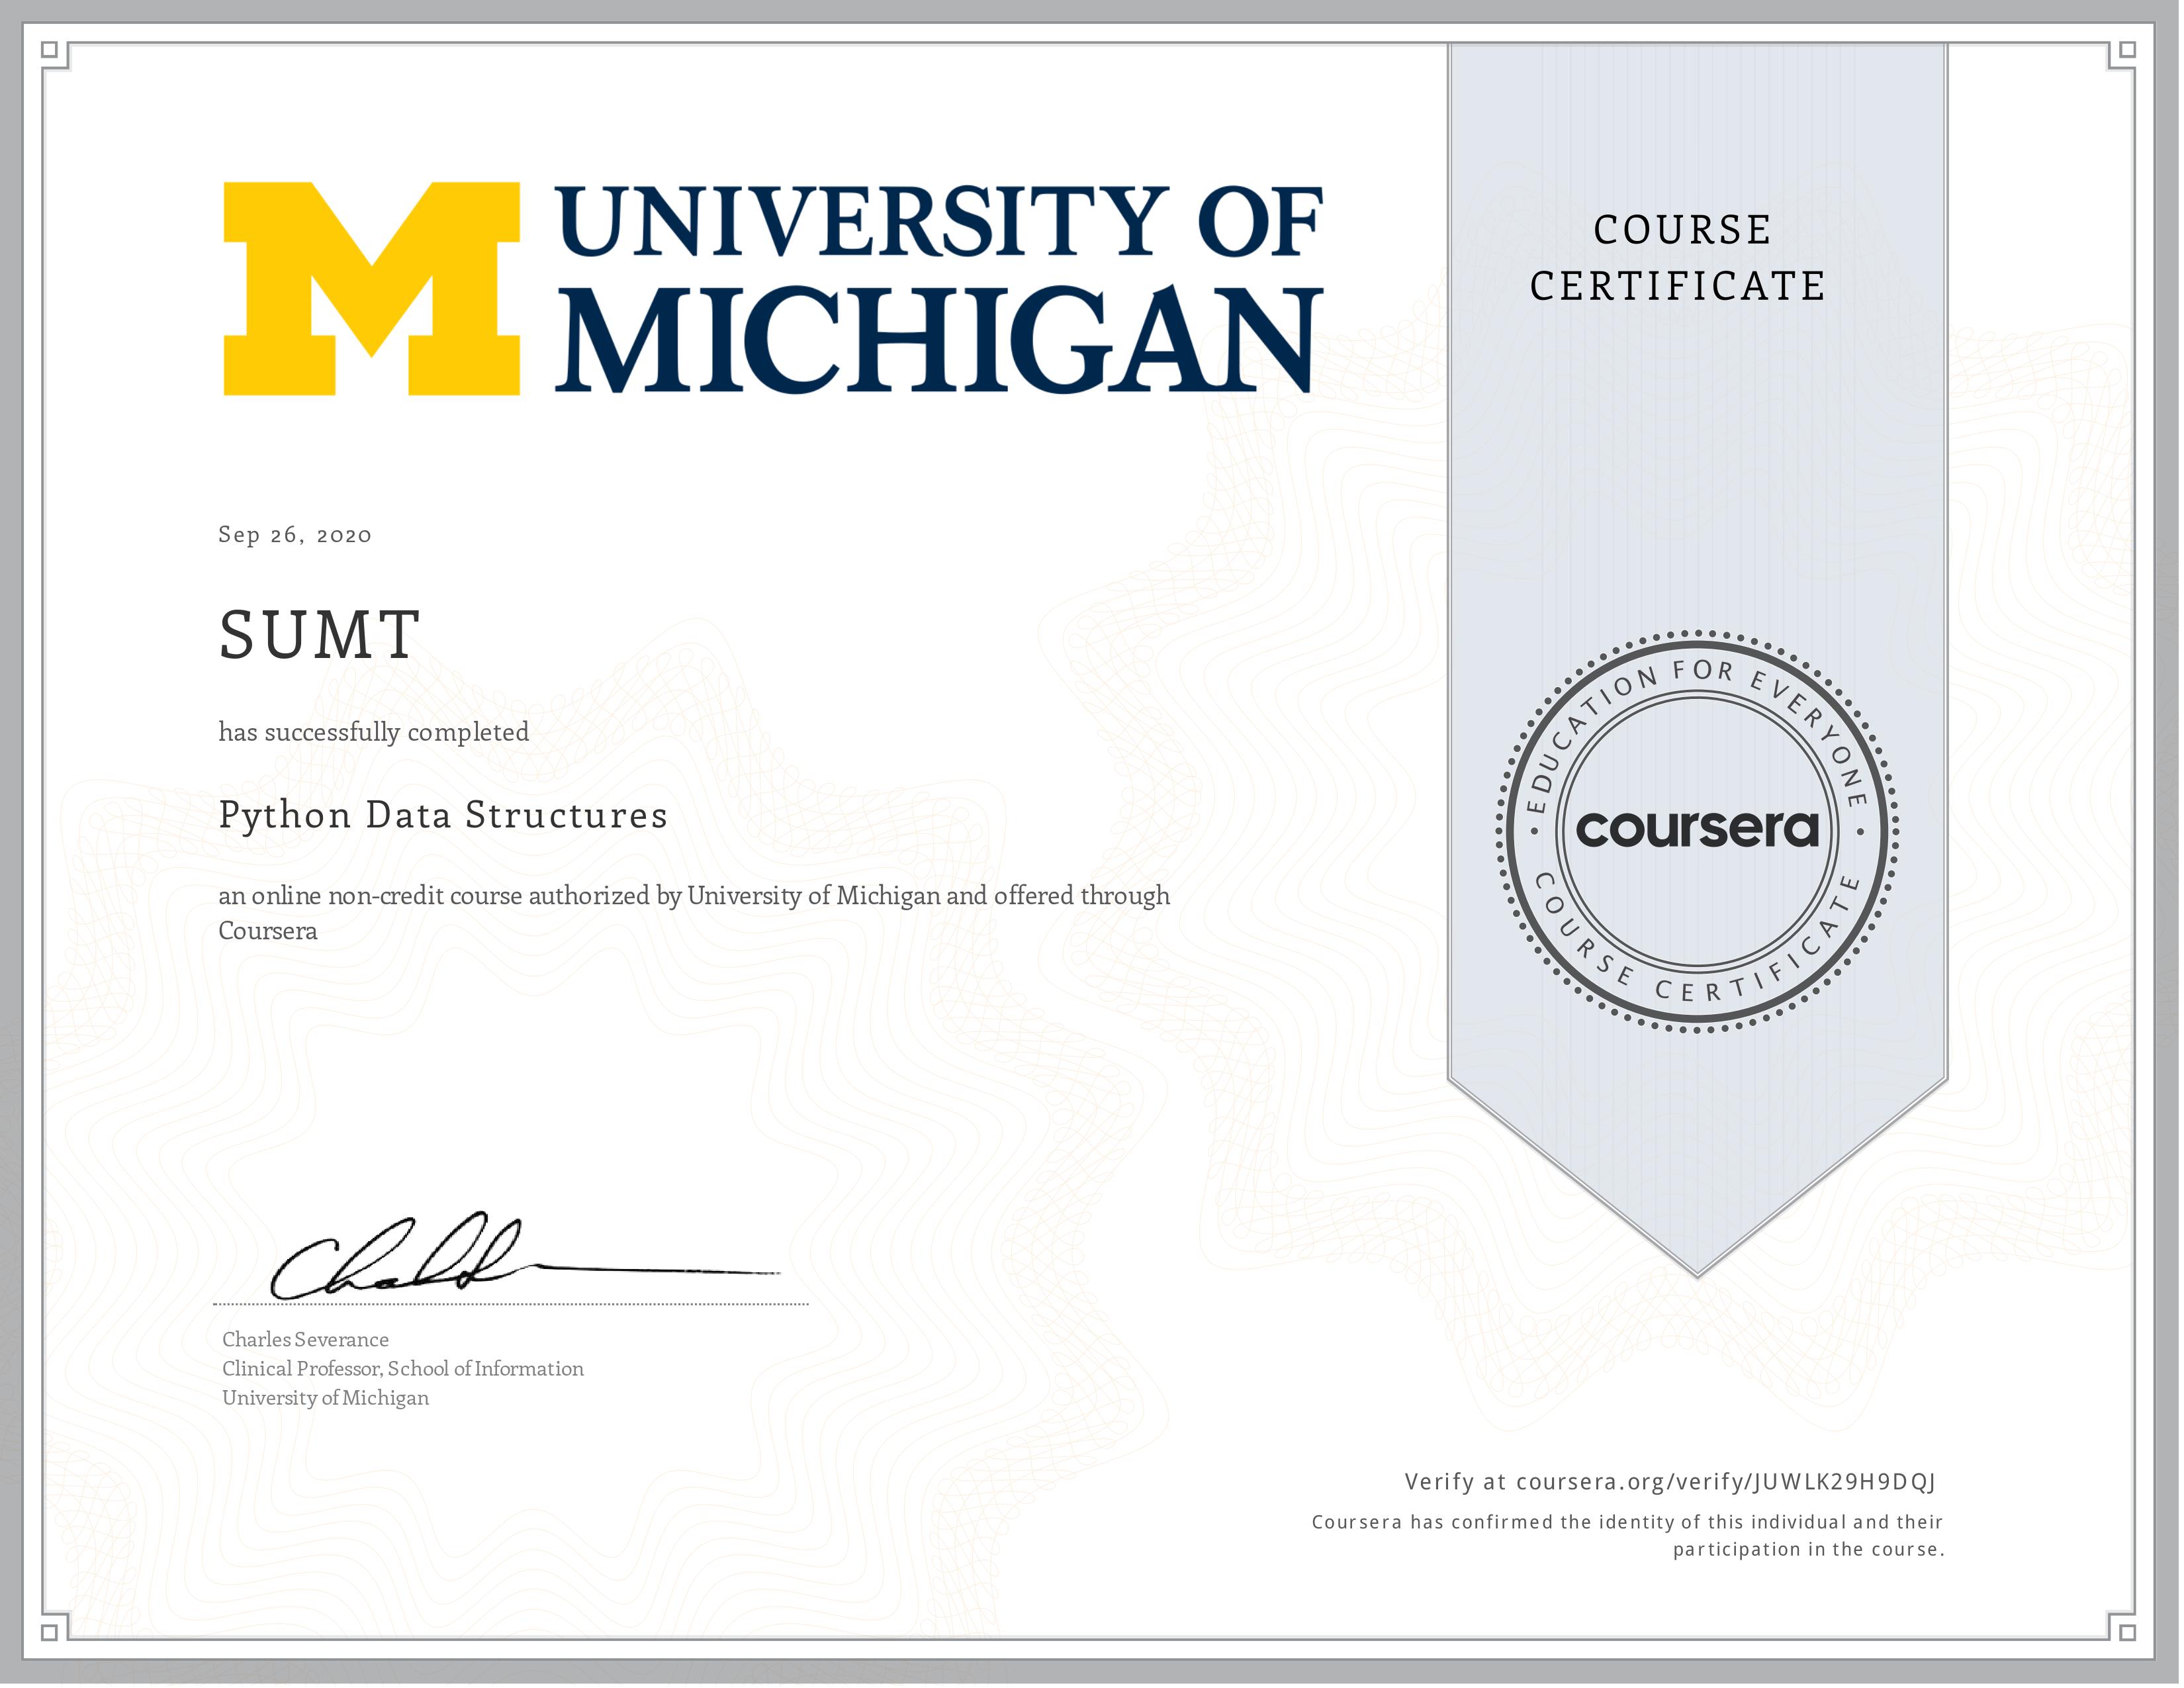 UNIVERSITY OF
MICHIGAN
COURSE
CERTIFICATE
Sep 26, 2020
SUMT
has successfully completed
Python Data Structures
an online non-credit course authorized by University of Michigan and offered through
Coursera
EDUCATION FOR EVERYONE
coursera
COURSE CERTIFICATE
Charles Severance
Clinical Professor, School of Information
University of Michigan
Verify at coursera.org/verify/JUWLK29H9DQJ
Coursera has confirmed the identity of this individual and their
participation in the course.